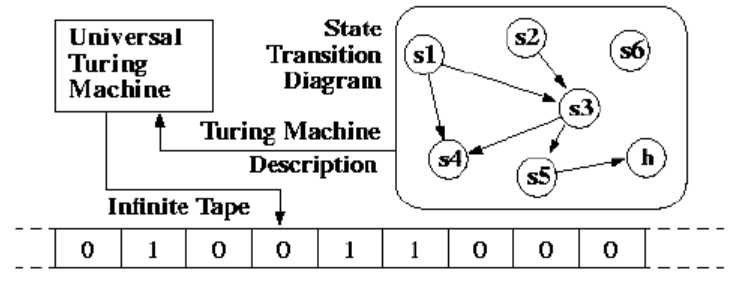 Universal
Turing
Machine
State
Transition
Diagram
s1
s2
s6
s3
s4
s5
h
Turing Machine
Description
Infinite Tape
0 1 0 0 1 1 0 0 0